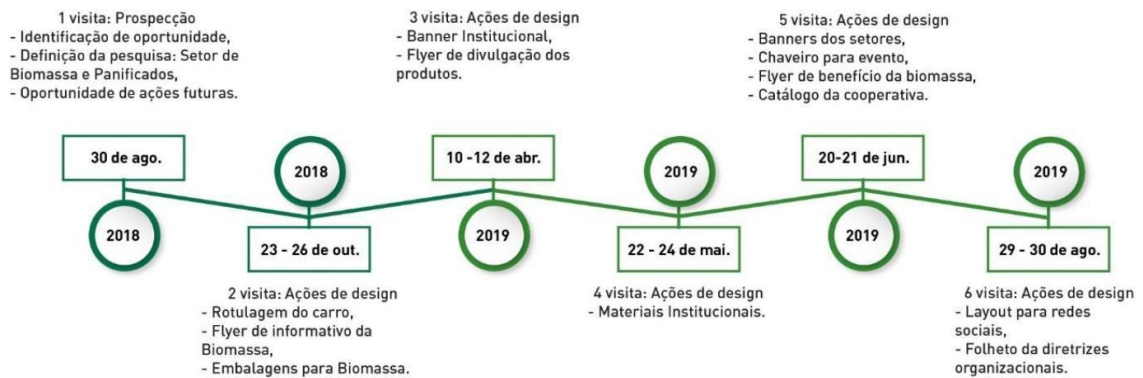 1 visita: Prospecção
- Identificação de oportunidade,
- Definição da pesquisa: Setor de
Biomassa e Panificados,
- Oportunidade de ações futuras.
30 de ago.
2018
2018
23 - 26 de out.
2 visita: Ações de design
- Rotulagem do carro,
- Flyer de informativo da
Biomassa,
- Embalagens para Biomassa.
3 visita: Ações de design
- Banner Institucional,
- Flyer de divulgação dos
produtos.
10 -12 de abr.
2019
2019
22 - 24 de mai.
4 visita: Ações de design
- Materiais Institucionais.
5 visita: Ações de design
- Banners dos setores,
- Chaveiro para evento,
- Flyer de benefício da biomassa,
- Catálogo da cooperativa.
20-21 de jun.
2019
2019
29 - 30 de ago.
6 visita: Ações de design
- Layout para redes
sociais,
- Folheto da diretrizes
organizacionais.